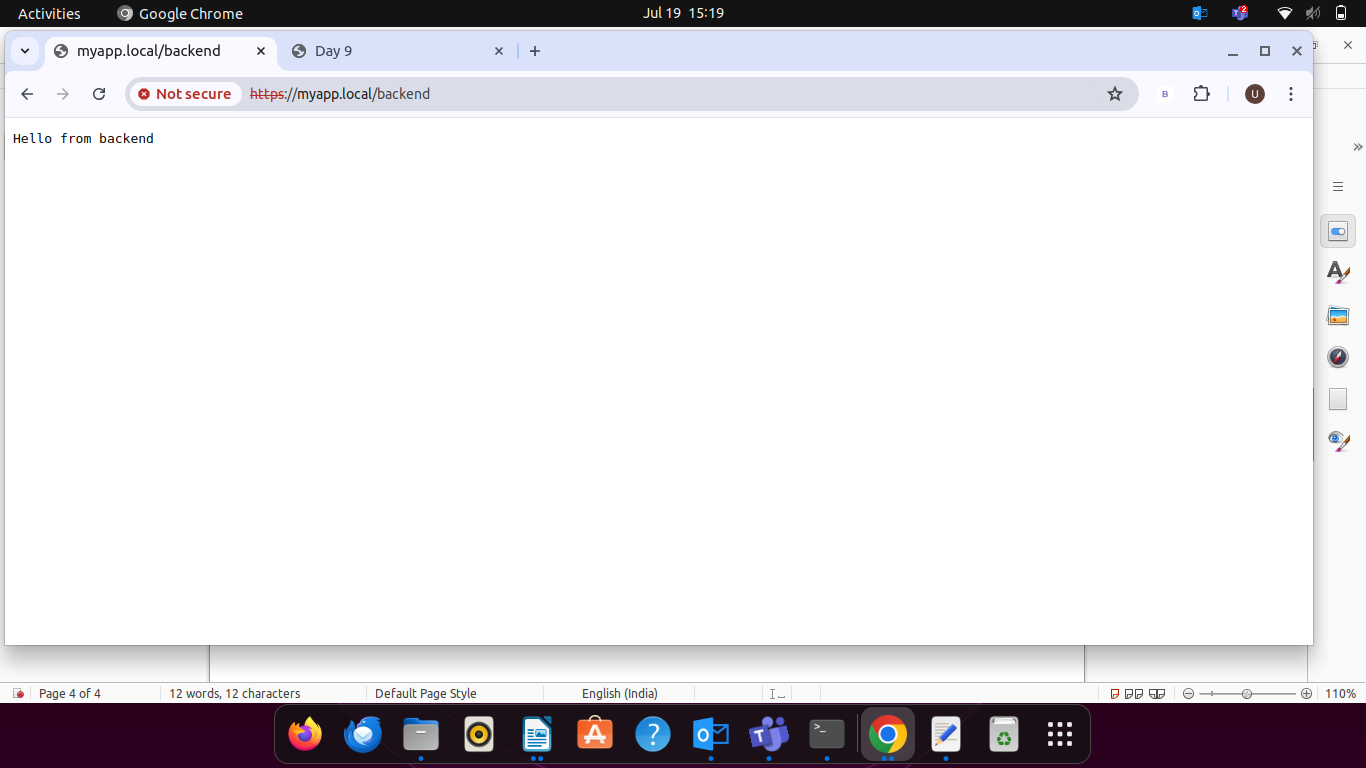 Activities
Google Chrome
Jul 19 15:19
2
myapp.local/backend
Day 9
Not secure
https://myapp.local/backend
B
U
Hello from backend
Page 4 of 4
12 words, 12 characters
Default Page Style
English (India)
110%